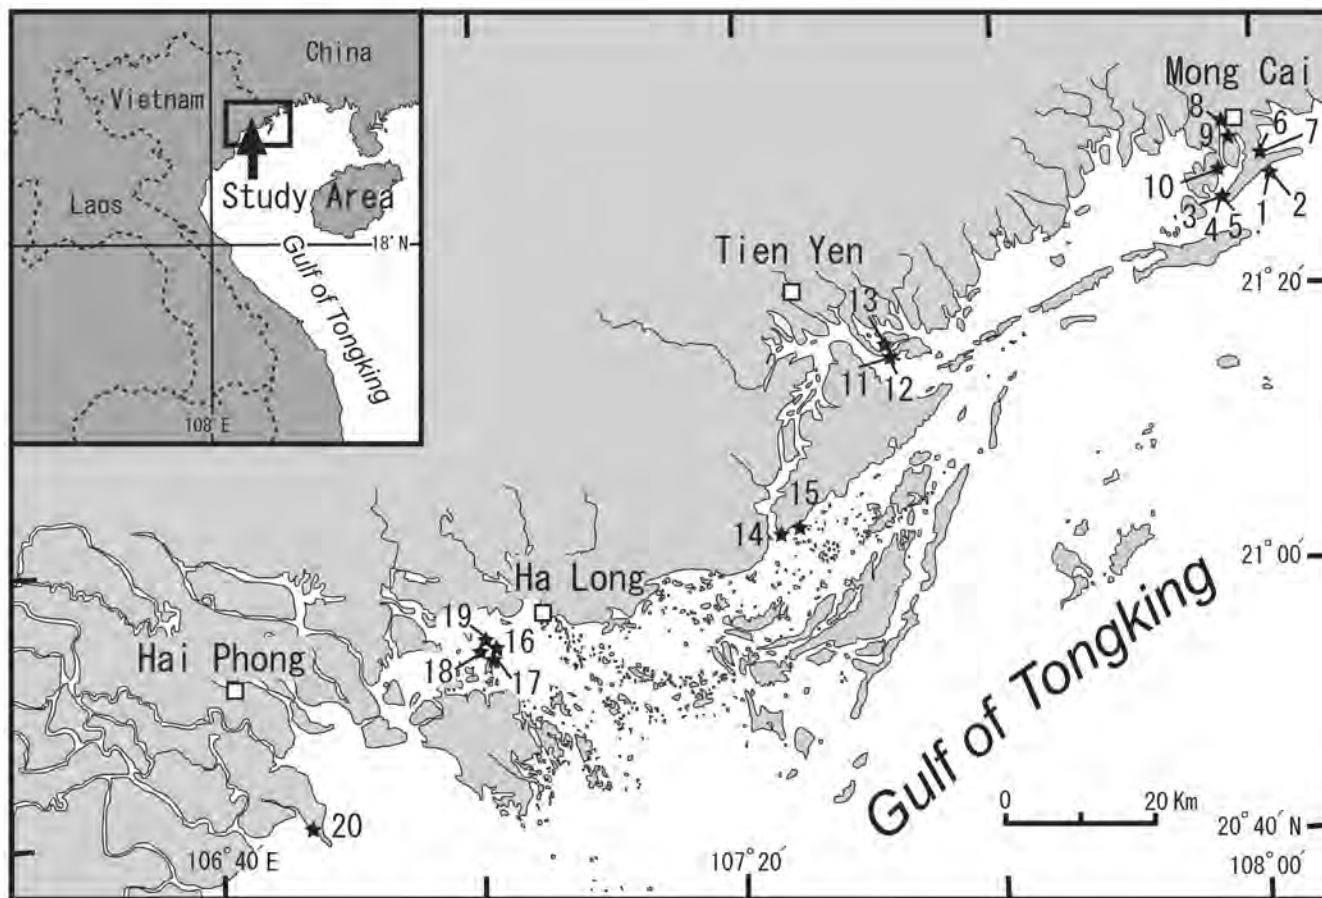 China
Vietnam
Laos
Study Area
18°N
Gulf of Tongking
108°E
Mong Cai
8
9
6
7
10
3
4
5
1
2
Tien Yen
21°20′
13
11
12
15
14
21°00′
Ha Long
19
16
18
17
Hai Phong
Gulf of Tongking
0
20 Km
20
20°40′N
106°40′E
107°20′
108°00′